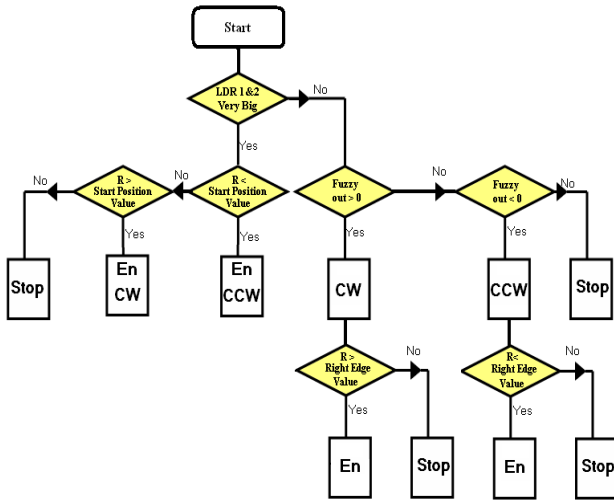 Start
LDR 1&2
Very Big
No
Yes
R >
Start Position
Value
No
R <
Start Position
Value
No
Fuzzy
out > 0
No
Fuzzy
out < 0
No
Yes
Yes
Yes
Yes
Stop
En
CW
En
CCW
CW
CCW
Stop
R >
Right Edge
Value
No
R<
Right Edge
Value
No
Yes
Yes
En
Stop
En
Stop